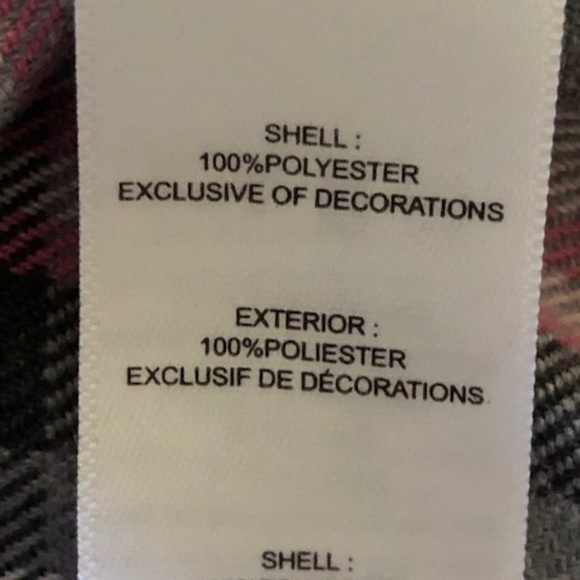 SHELL :
100%POLYESTER
EXCLUSIVE OF DECORATIONS
EXTERIOR :
100%POLIESTER
EXCLUSIF DE DÉCORATIONS
SHELL :